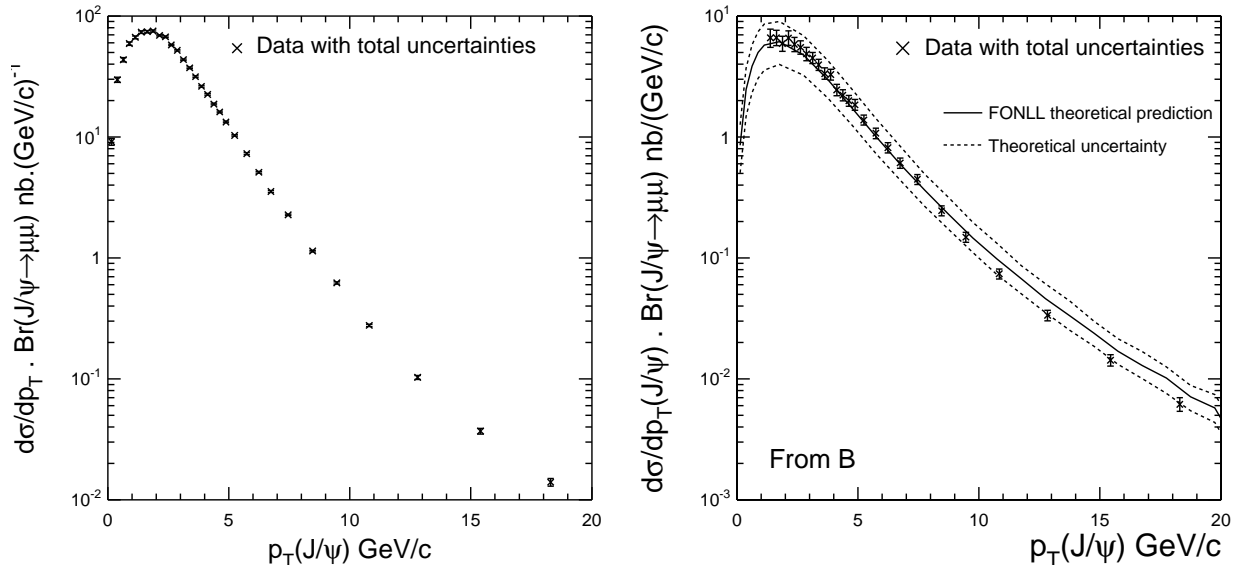 10²
10
1
10⁻¹
10⁻²
0
5
10
15
20
dσ/dp_T . Br(J/ψ→μμ) nb.(GeV/c)⁻¹
p_T(J/ψ) GeV/c
Data with total uncertainties
10¹
1
10⁻¹
10⁻²
10⁻³
0
5
10
15
20
dσ/dp_T(J/ψ) . Br(J/ψ→μμ) nb/(GeV/c)
p_T(J/ψ) GeV/c
Data with total uncertainties
FONLL theoretical prediction
Theoretical uncertainty
From B